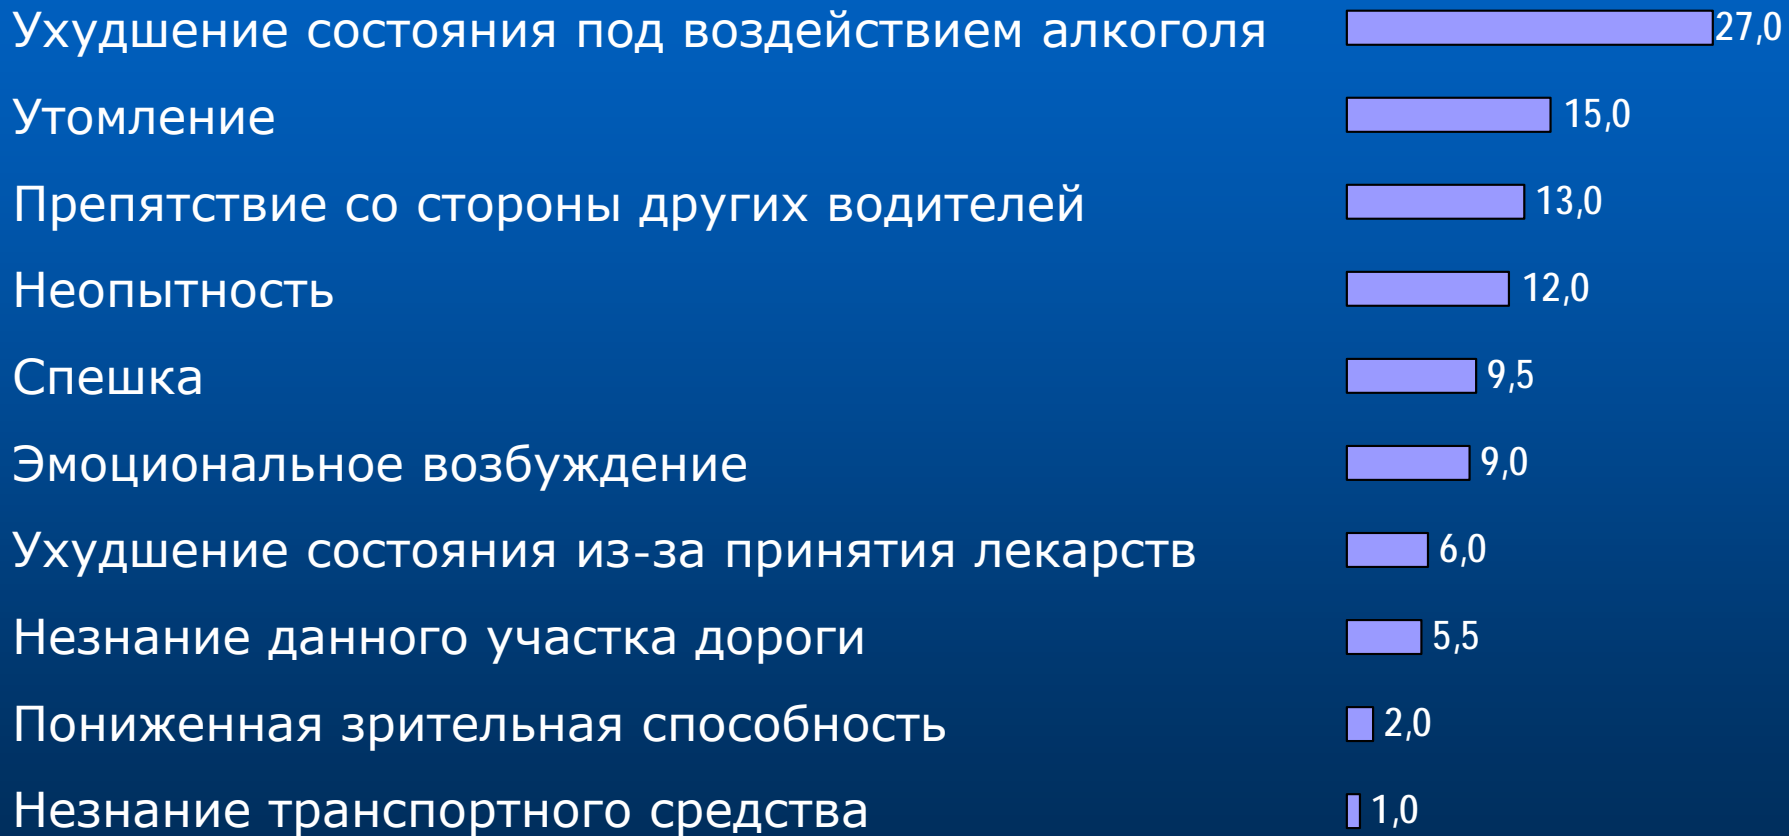 Ухудшение состояния под воздействием алкоголя 27,0
Утомление 15,0
Препятствие со стороны других водителей 13,0
Неопытность 12,0
Спешка 9,5
Эмоциональное возбуждение 9,0
Ухудшение состояния из-за принятия лекарств 6,0
Незнание данного участка дороги 5,5
Пониженная зрительная способность 2,0
Незнание транспортного средства 1,0